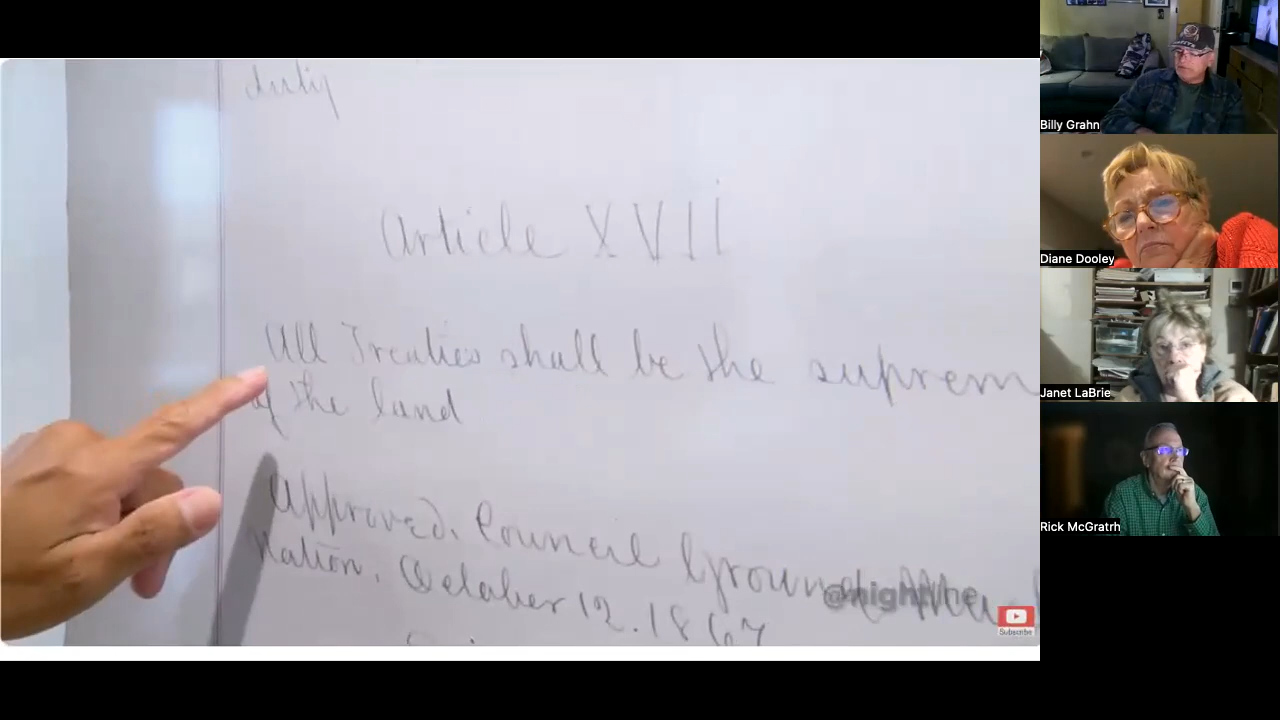 duty
Article XVII
All Treaties shall be the suprem
of the land
Approved. Council Ground
Nation. October 12. 1867
Subscribe
Billy Grahn
Diane Dooley
Janet LaBrie
Rick McGratrh